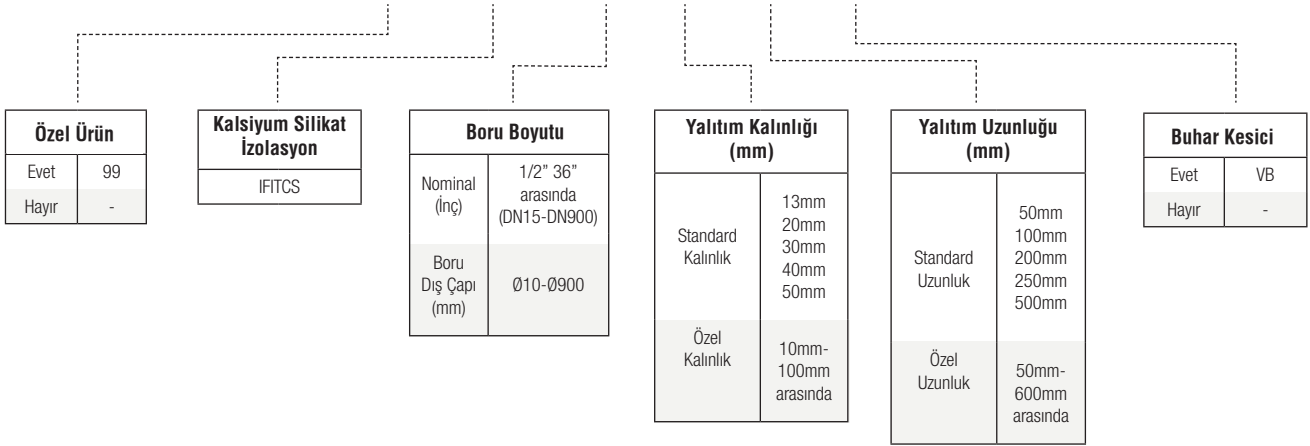 Özel Ürün
Evet 99
Hayır -
Kalsiyum Silikat
İzolasyon
IFITCS
Boru Boyutu
Nominal
(İnç)
1/2” 36”
arasında
(DN15-DN900)
Boru
Dış Çapı
(mm)
Ø10-Ø900
Yalıtım Kalınlığı
(mm)
Standard
Kalınlık
13mm
20mm
30mm
40mm
50mm
Özel
Kalınlık
10mm-
100mm
arasında
Yalıtım Uzunluğu
(mm)
Standard
Uzunluk
50mm
100mm
200mm
250mm
500mm
Özel
Uzunluk
50mm-
600mm
arasında
Buhar Kesici
Evet VB
Hayır -